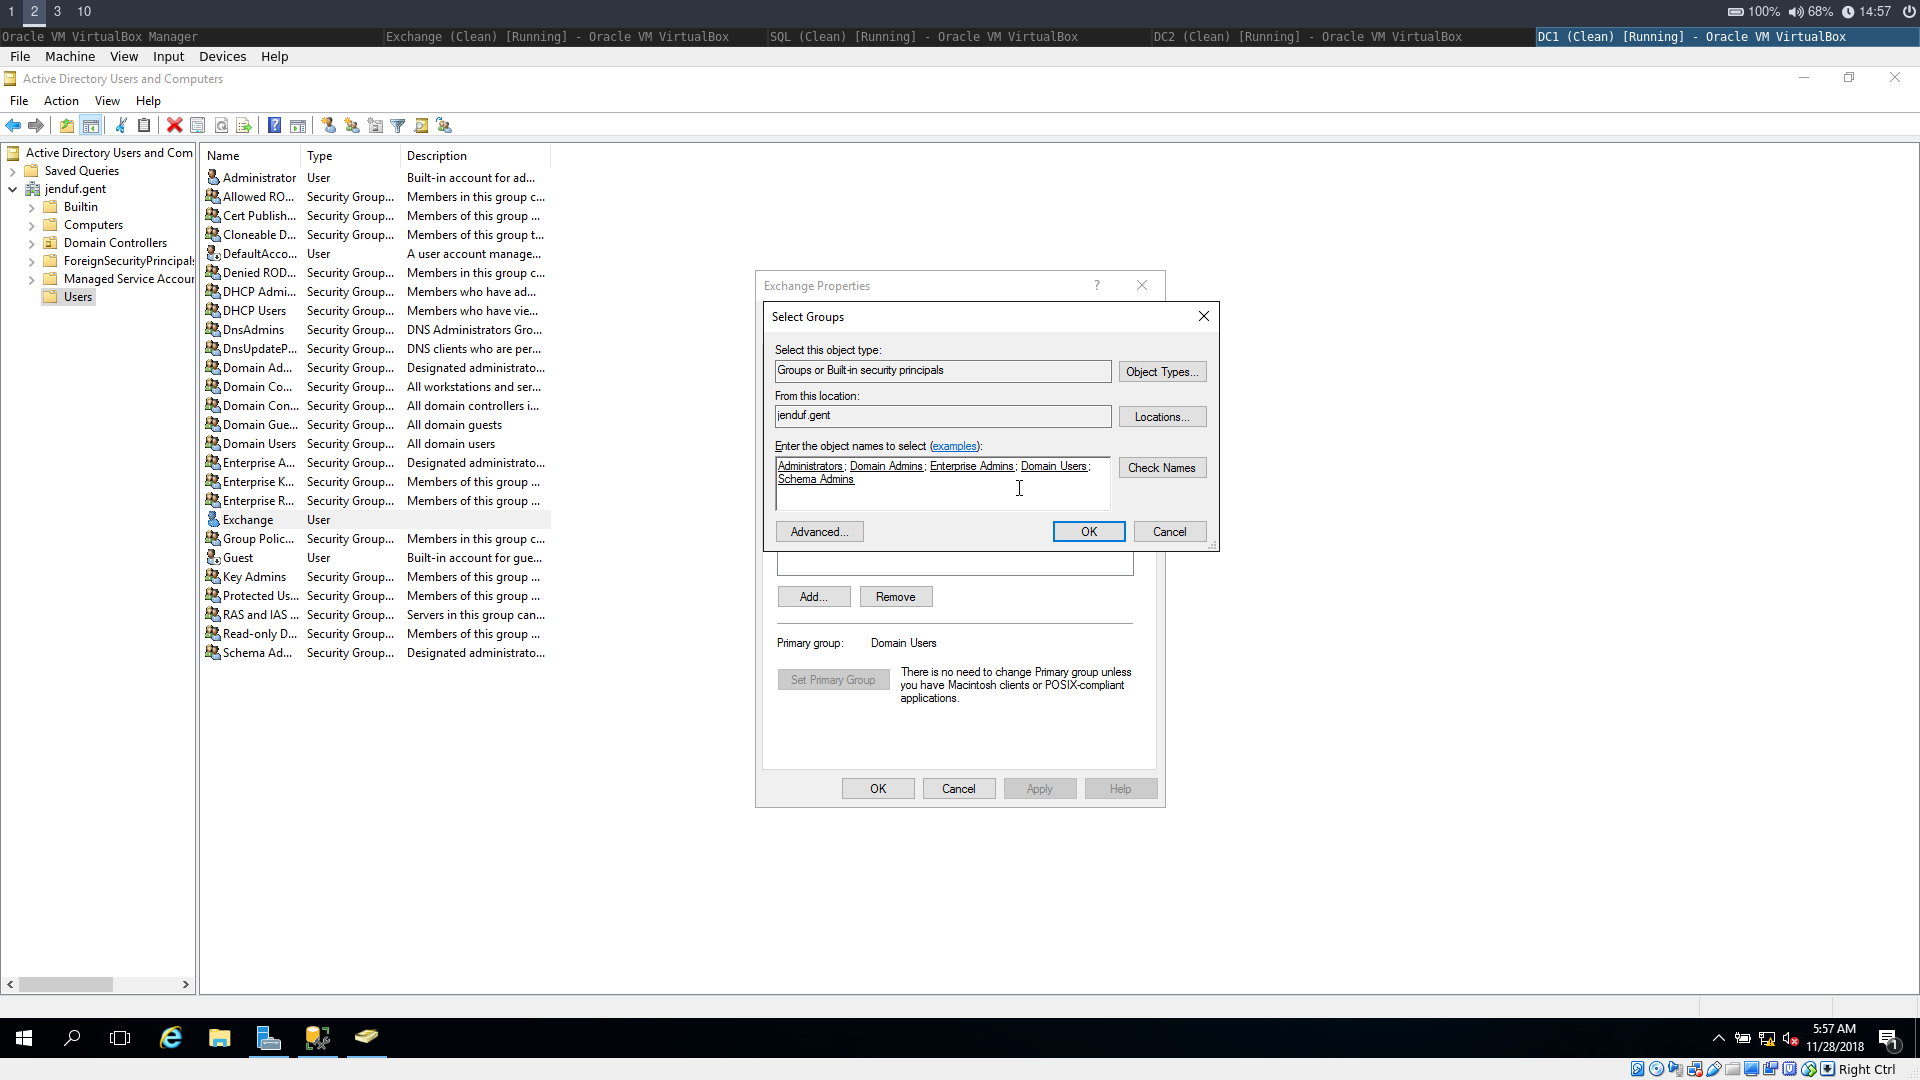 1 2 3 10
100% 68% 14:57
Oracle VM VirtualBox Manager
Exchange (Clean) [Running] - Oracle VM VirtualBox
SQL (Clean) [Running] - Oracle VM VirtualBox
DC2 (Clean) [Running] - Oracle VM VirtualBox
DC1 (Clean) [Running] - Oracle VM VirtualBox
File Machine View Input Devices Help
Active Directory Users and Computers
File Action View Help
Active Directory Users and Com
Saved Queries
jenduf.gent
Builtin
Computers
Domain Controllers
ForeignSecurityPrincipals
Managed Service Accour
Users
Name Type Description
Administrator User Built-in account for ad...
Allowed RO... Security Group... Members in this group c...
Cert Publish... Security Group... Members of this group ...
Cloneable D... Security Group... Members of this group t...
DefaultAcco... User A user account manage...
Denied ROD... Security Group... Members in this group c...
DHCP Admi... Security Group... Members who have ad...
DHCP Users Security Group... Members who have vie...
DnsAdmins Security Group... DNS Administrators Gro...
DnsUpdateP... Security Group... DNS clients who are per...
Domain Ad... Security Group... Designated administrato...
Domain Co... Security Group... All workstations and ser...
Domain Con... Security Group... All domain controllers i...
Domain Gue... Security Group... All domain guests
Domain Users Security Group... All domain users
Enterprise A... Security Group... Designated administrato...
Enterprise K... Security Group... Members of this group ...
Enterprise R... Security Group... Members of this group ...
Exchange User
Group Polic... Security Group... Members in this group c...
Guest User Built-in account for gue...
Key Admins Security Group... Members of this group ...
Protected Us... Security Group... Members of this group ...
RAS and IAS ... Security Group... Servers in this group can...
Read-only D... Security Group... Members of this group ...
Schema Ad... Security Group... Designated administrato...
Exchange Properties ?
Select Groups
Select this object type:
Groups or Built-in security principals Object Types...
From this location:
jenduf.gent Locations...
Enter the object names to select (examples):
Administrators; Domain Admins; Enterprise Admins; Domain Users; Check Names
Schema Admins
Advanced... OK Cancel
Add... Remove
Primary group: Domain Users
Set Primary Group
There is no need to change Primary group unless
you have Macintosh clients or POSIX-compliant
applications.
OK Cancel Apply Help
5:57 AM
11/28/2018
1
Right Ctrl